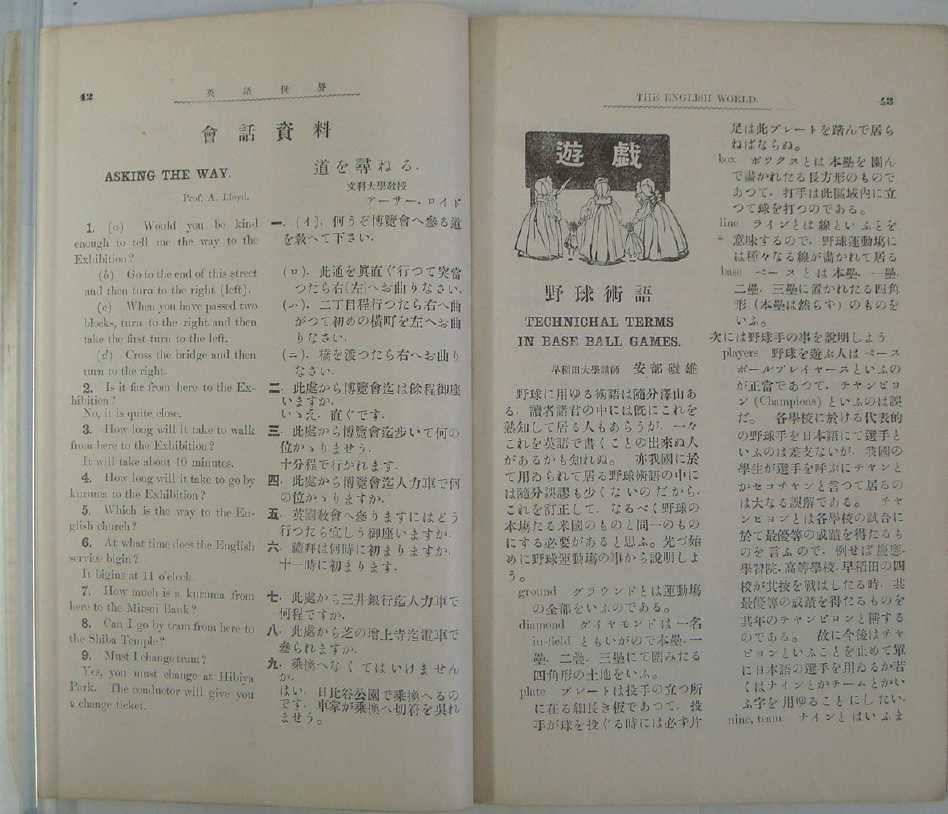 42
英語世界
會話資料
ASKING THE WAY.
Prof. A. Lloyd.
道を尋ねる.
文科大學敎授
アーサー.ロイド
1. (a) Would you be kind
enough to tell me the way to the
Exhibition?
(b) Go to the end of this street
and then turn to the right (left).
(c) When you have passed two
blocks, turn to the right and then
take the first turn to the left.
(d) Cross the bridge and then
turn to the right.
2. Is it far from here to the Ex-
hibition?
No, it is quite close.
3. How long will it take to walk
from here to the Exhibition?
It will take about 10 minutes.
4. How long will it take to go by
kuruma to the Exhibition?
5. Which is the way to the En-
glish church?
6. At what time does the English
service bigin?
It bigins at 11 o'clock.
7. How much is a kuruma from
here to the Mitsui Bank?
8. Can I go by tram from here to
the Shiba Temple?
9. Must I change tram?
Yes, you must change at Hibiya
Park. The conductor will give you
a change ticket.
一. (イ). 何うぞ博覽會へ參る道
を敎へて下さい.
(ロ). 此通を眞直ぐ行つて突當
つたら右(左)へお曲りなさい.
(ハ). 二丁目程行つたら右へ曲
がつて初めの橫町を左へお曲
りなさい.
(ニ). 橋を渡つたら右へお曲り
なさい.
二. 此處から博覽會迄は餘程御座
いますか.
いゝえ. 直ぐです.
三. 此處から博覽會迄步いて何の
位かゝりませう.
十分程で行かれます.
四. 此處から博覽會迄人力車で何
の位かゝりますか.
五. 英國敎會へ參りますにはどう
行つたら宜しう御座いますか.
六. 禮拜は何時に初まりますか.
十一時に初まります.
七. 此處から三井銀行迄人力車で
何程ですか.
八. 此處から芝の增上寺迄電車で
參られますか.
九. 乘換へなくてはいけません
か.
はい. 日比谷公園で乘換へるの
です. 車掌が乘換へ切符を吳れ
ませう。
THE ENGLISH WORLD.
43
遊戯
野球術語
TECHNICHAL TERMS
IN BASE BALL GAMES.
早稻田大學講師 安部磯雄
野球に用ゆる術語は隨分澤山あ
る. 讀者諸君の中には旣にこれを
熟知して居る人もあらうが. 一々
これを英語で書くことの出來ぬ人
があるかも知れぬ。 亦我國に於
て用ゐられて居る野球術語の中に
は隨分誤謬も少くないのだから.
これを訂正して. なるべく野球の
本場たる米國のものと同一のもの
にする必要があると思ふ。先づ始
めに野球運動場の事から說明しよ
う。
ground グラウンドとは運動場
の全部をいふのである。
diamond ダイヤモンドは一名
in-field ともいがので本壘.一
壘. 二壘. 三壘にて圍みたる
四角形の土地をいふ。
plate プレートは投手の立つ所
に在る細長き板であつて. 投
手が球を投ぐる時には必ず片
足は此プレートを踏んで居ら
ねばならぬ。
box ボックスとは本壘を圍ん
で畵かれたる長方形のもので
あつて. 打手は此區域內に立
つて球を打つのである。
line ラインとは線といふとを
意味するので. 野球運動場に
は種々なる線が畵かれて居る
base ベースとは本壘. 一壘.
二壘. 三壘に置かれたる四角
形 (本壘は然らず) のものを
いふ。
次には野球手の事を說明しよう
players 野球を遊ぶ人はベース
ボールプレイヤースといふの
が正當であつて. チャンピヨ
ン (Champions) といふのは誤
だ。 各學校に於ける代表的
の野球手を日本語にて選手と
いふのは差支ないが. 我國の
學生が選手を呼ぶにチャンと
かセコチャンと言つて居るの
は大なる誤解である。 チャ
ンピヨンとは各學校の試合に
於て最優等の成蹟を得たるも
のを言ふので. 例せば慶應.
學習院.高等學校.早稻田の四
校が其技を戰はしたる時. 其
最優等の成蹟を得たるものを
其年のチャンピヨンと稱する
のである。 故に今後はチャ
ピヨンといふことを止めて單
に日本語の選手を用ゐるか若
くはナインとかチームとかい
ふ字を用ゆることにしたい.
nine, team ナインとはいふま